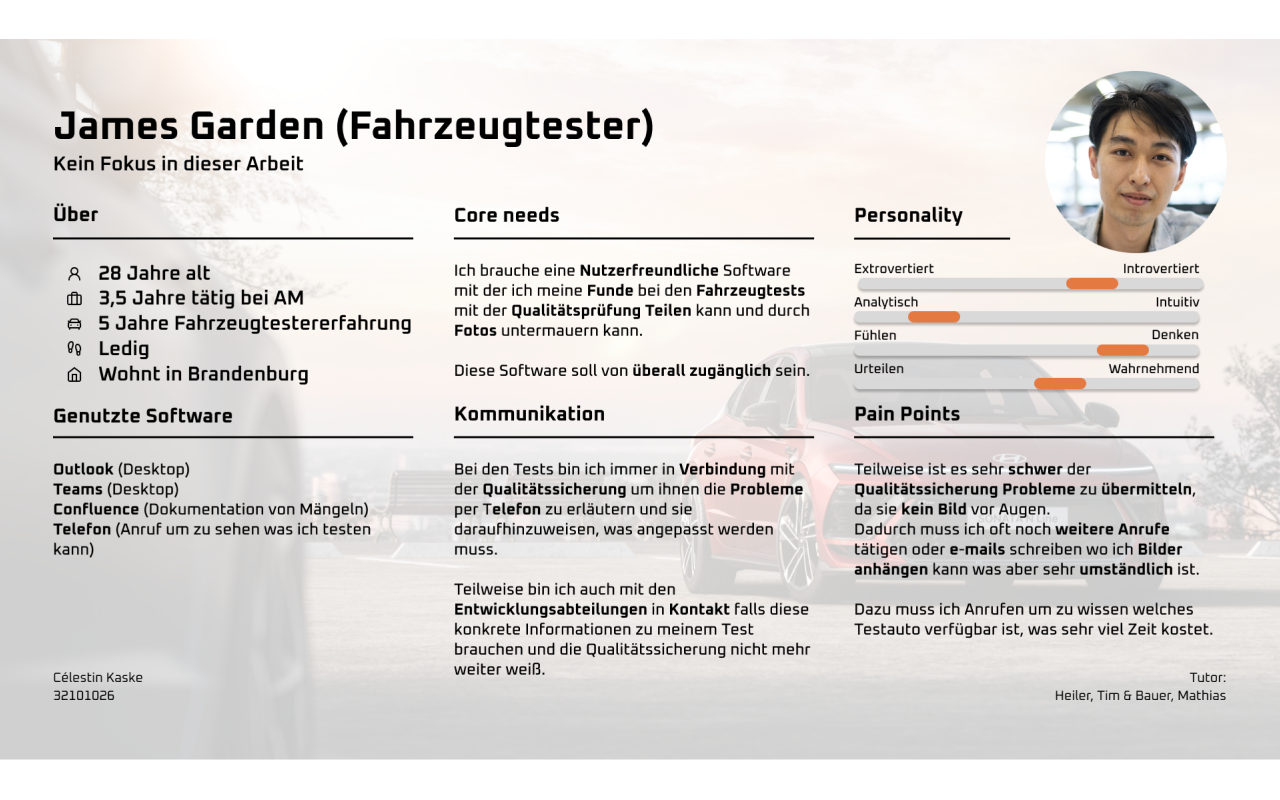 James Garden (Fahrzeugtester)
Kein Fokus in dieser Arbeit
Über
28 Jahre alt
3,5 Jahre tätig bei AM
5 Jahre Fahrzeugtestererfahrung
Ledig
Wohnt in Brandenburg
Genutzte Software
Outlook (Desktop)
Teams (Desktop)
Confluence (Dokumentation von Mängeln)
Telefon (Anruf um zu sehen was ich testen
kann)
Core needs
Ich brauche eine Nutzerfreundliche Software
mit der ich meine Funde bei den Fahrzeugtests
mit der Qualitätsprüfung Teilen kann und durch
Fotos untermauern kann.
Diese Software soll von überall zugänglich sein.
Kommunikation
Bei den Tests bin ich immer in Verbindung mit
der Qualitätssicherung um ihnen die Probleme
per Telefon zu erläutern und sie
daraufhinzuweisen, was angepasst werden
muss.
Teilweise bin ich auch mit den
Entwicklungsabteilungen in Kontakt falls diese
konkrete Informationen zu meinem Test
brauchen und die Qualitätssicherung nicht mehr
weiter weiß.
Personality
Extrovertiert Introvertiert
Analytisch Intuitiv
Fühlen Denken
Urteilen Wahrnehmend
Pain Points
Teilweise ist es sehr schwer der
Qualitätssicherung Probleme zu übermitteln,
da sie kein Bild vor Augen.
Dadurch muss ich oft noch weitere Anrufe
tätigen oder e-mails schreiben wo ich Bilder
anhängen kann was aber sehr umständlich ist.
Dazu muss ich Anrufen um zu wissen welches
Testauto verfügbar ist, was sehr viel Zeit kostet.
Célestin Kaske
32101026
Tutor:
Heiler, Tim & Bauer, Mathias